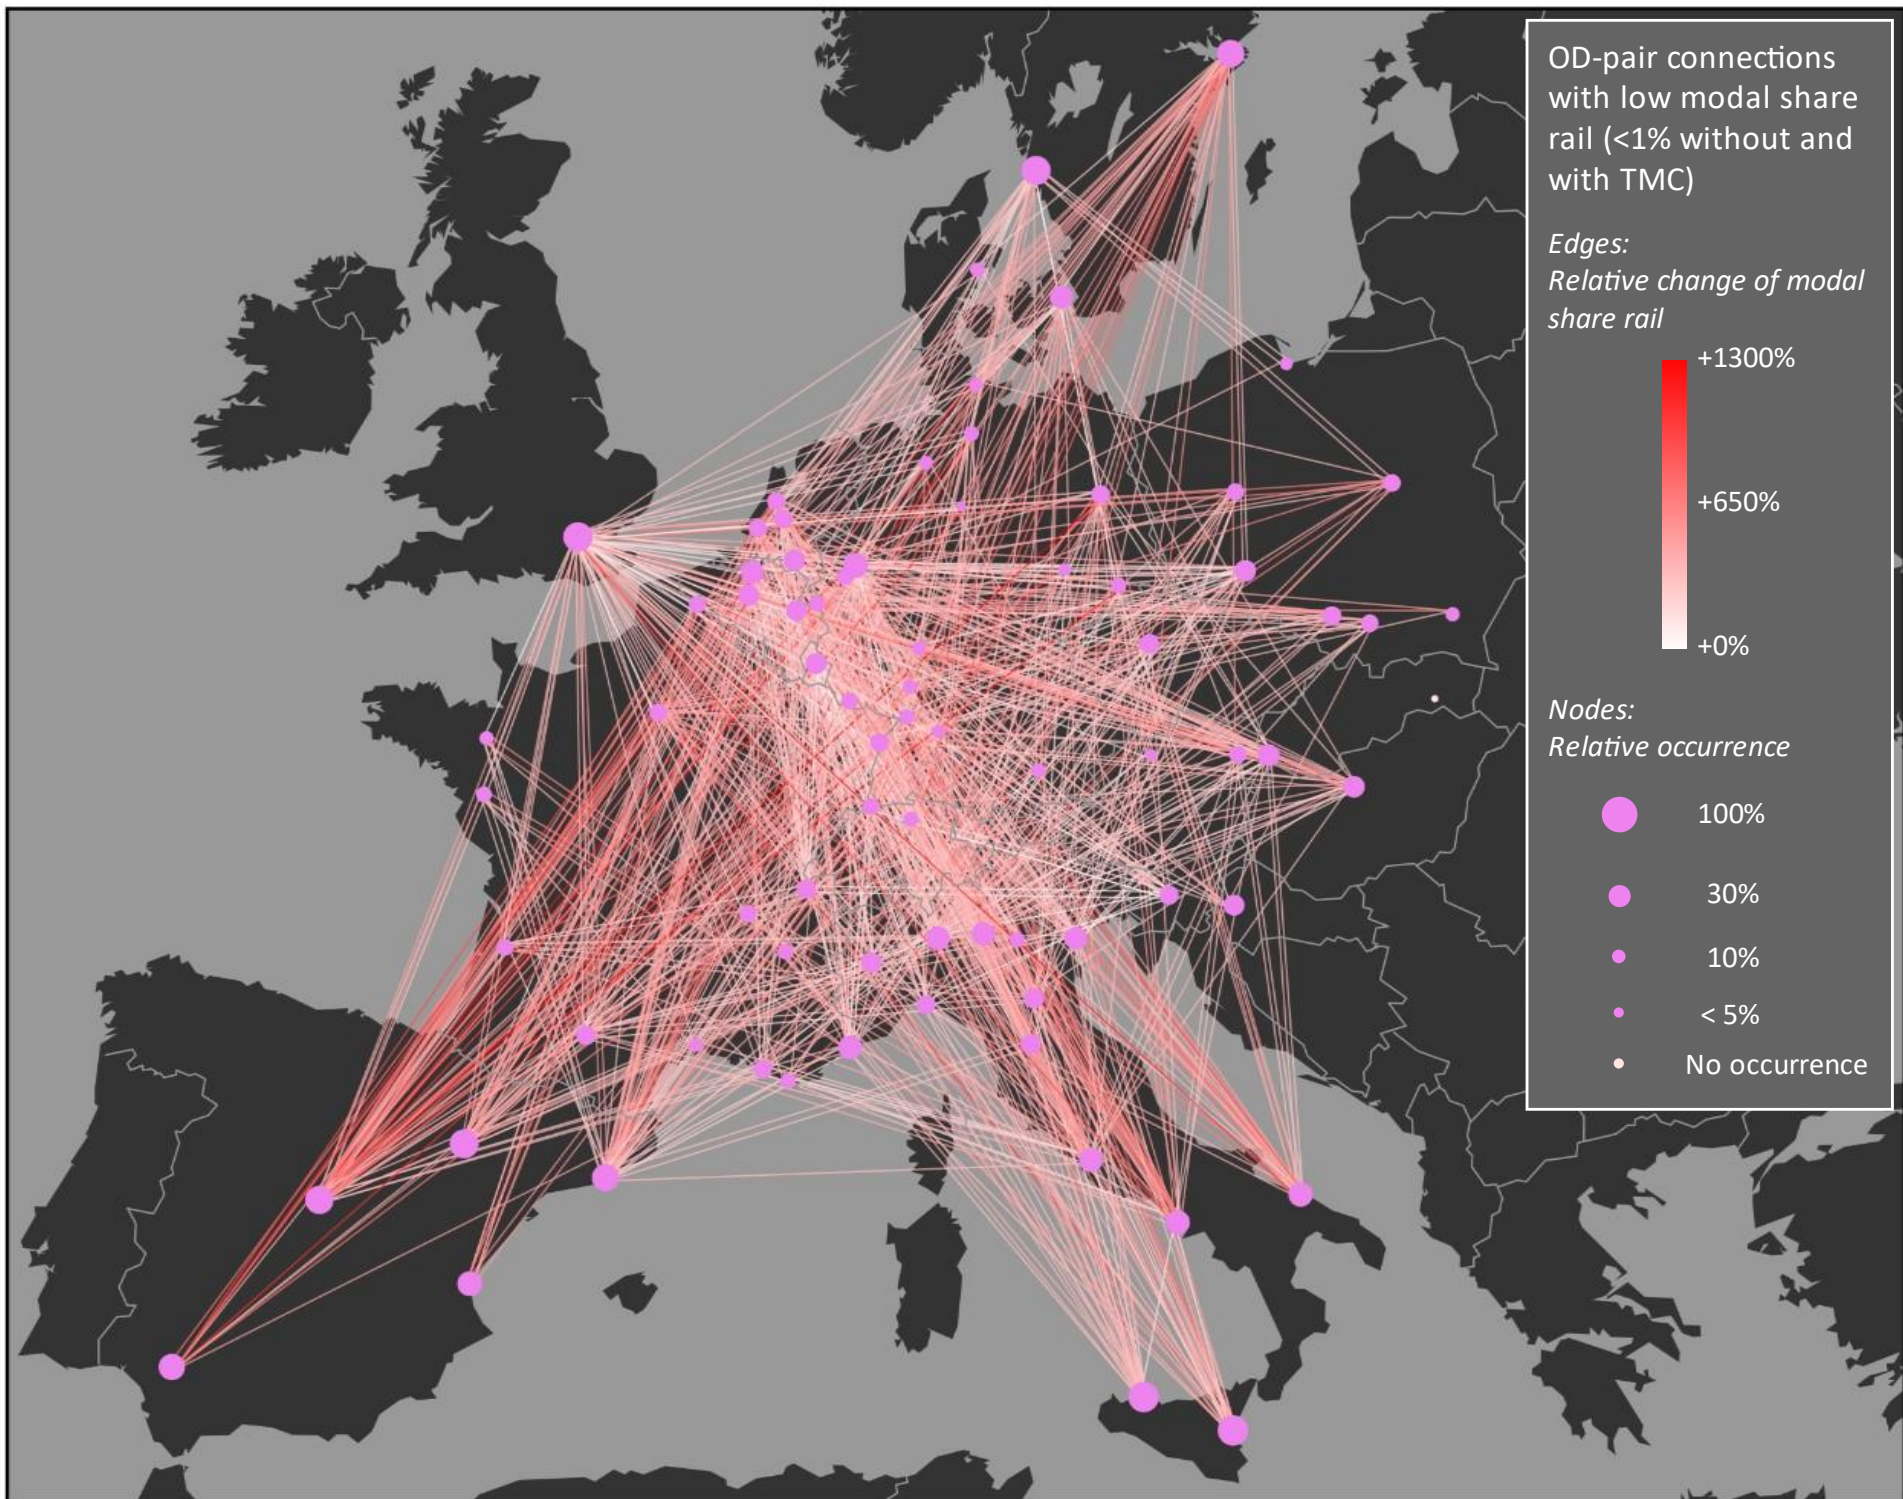 OD-pair connections
with low modal share
rail (<1% without and
with TMC)
Edges:
Relative change of modal
share rail
+1300%
+650%
+0%
Nodes:
Relative occurrence
100%
30%
10%
< 5%
No occurrence